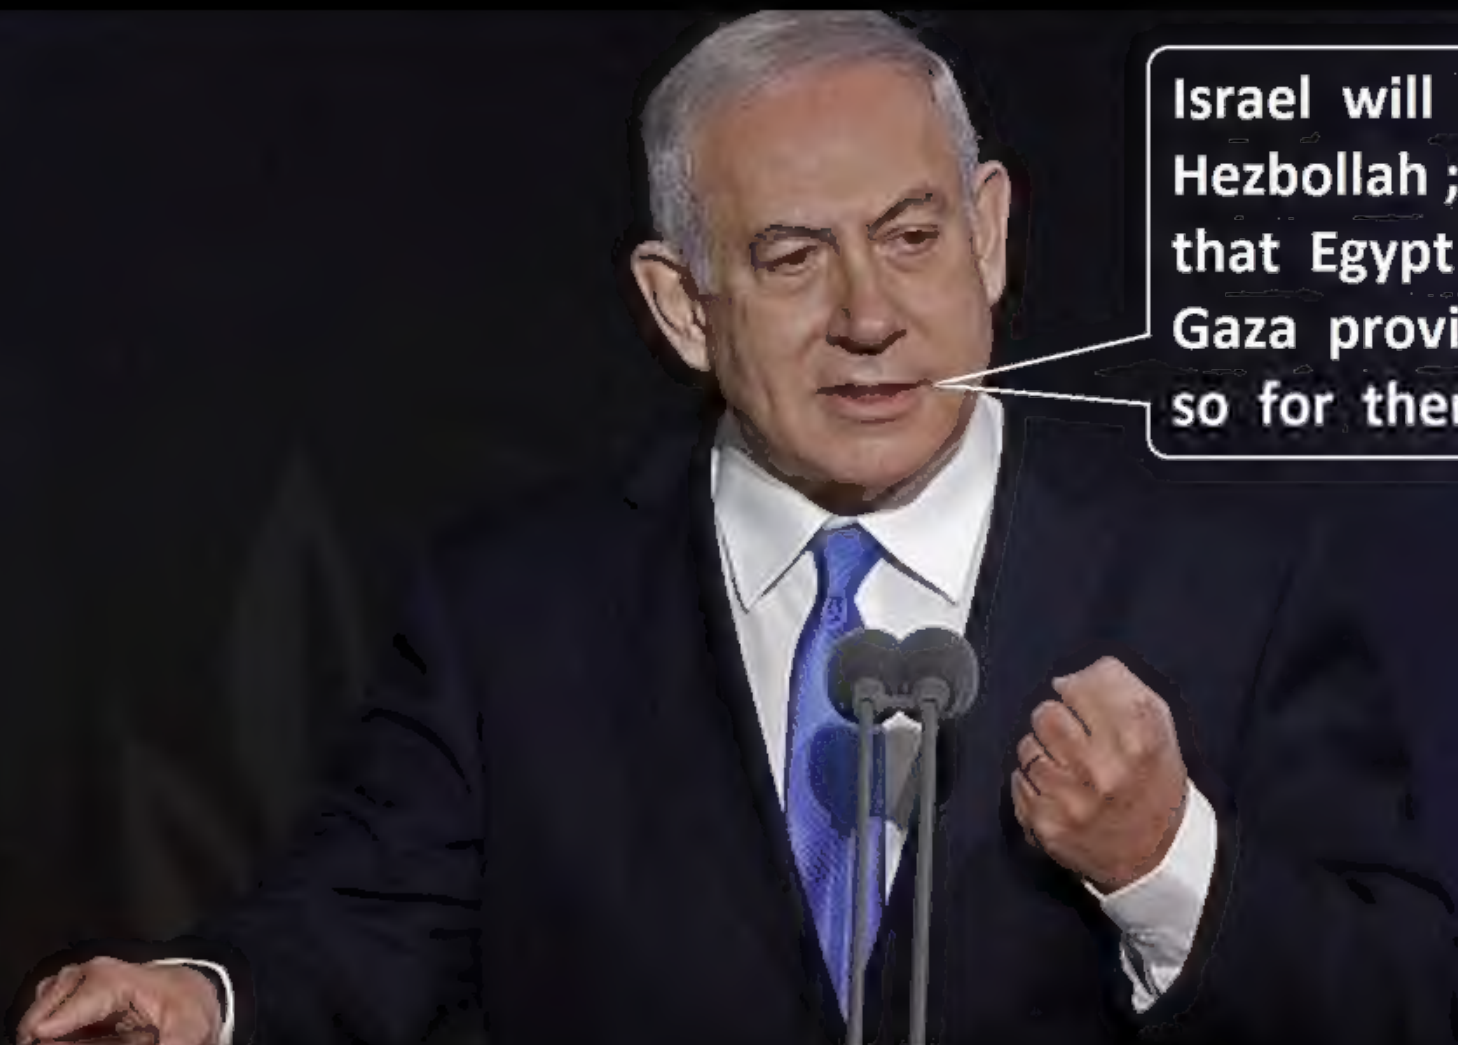 Israel will
Hezbollah ;
that Egypt
Gaza
so for